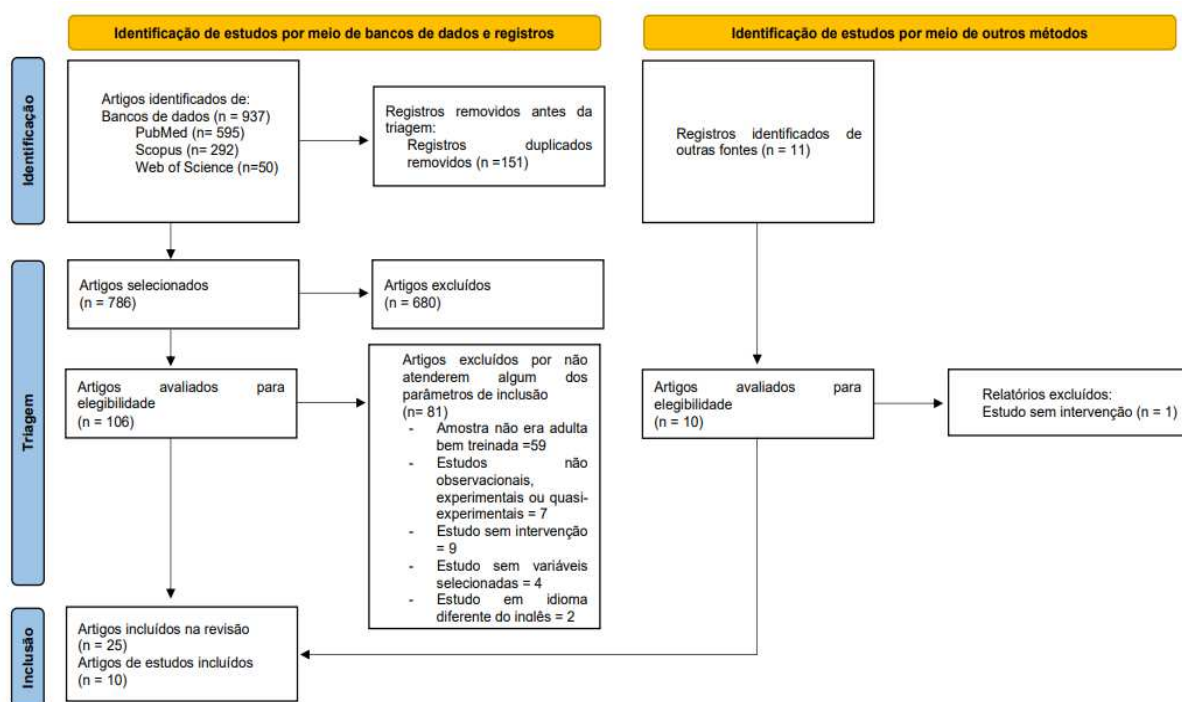 Identificação de estudos por meio de bancos de dados e registros
Identificação de estudos por meio de outros métodos
Identificação
Artigos identificados de:
Bancos de dados (n = 937)
PubMed (n= 595)
Scopus (n= 292)
Web of Science (n=50)
Registros removidos antes da
triagem:
Registros duplicados
removidos (n =151)
Registros identificados de
outras fontes (n = 11)
Triagem
Artigos selecionados
(n = 786)
Artigos excluídos
(n = 680)
Artigos avaliados para
elegibilidade
(n = 106)
Artigos excluídos por não
atenderem algum dos
parâmetros de inclusão
(n= 81)
- Amostra não era adulta
bem treinada =59
- Estudos não
observacionais,
experimentais ou quasi-
experimentais = 7
- Estudo sem intervenção
= 9
- Estudo sem variáveis
selecionadas = 4
- Estudo em idioma
diferente do inglês = 2
Artigos avaliados para
elegibilidade
(n = 10)
Relatórios excluídos:
Estudo sem intervenção (n = 1)
Inclusão
Artigos incluídos na revisão
(n = 25)
Artigos de estudos incluídos
(n = 10)